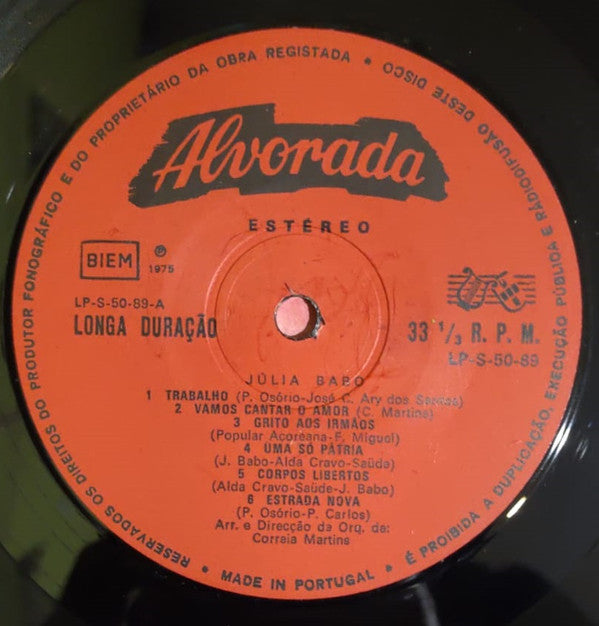 RESERVADOS OS DIREITOS DO PRODUTOR FONOGRÁFICO E DO PROPRIETÁRIO DA OBRA REGISTADA •
É PROIBIDA A DUPLICAÇÃO, EXECUÇÃO PÚBLICA E RÁDIODIFUSÃO DESTE DISCO
Alvorada
ESTÉREO
BIEM ℗
1975
LP-S-50-89-A
LONGA DURAÇÃO 33 1/3 R. P. M.
LP-S-50-89
JÚLIA BABO
1 TRABALHO (P. Osório-José C. Ary dos Santos)
2 VAMOS CANTAR O AMOR (C. Martins)
3 GRITO AOS IRMÃOS
(Popular Açoreana-F. Miguel)
4 UMA SÓ PÁTRIA
(J. Babo-Alda Cravo-Saúde)
5 CORPOS LIBERTOS
(Alda Cravo-Saúde-J. Babo)
6 ESTRADA NOVA
(P. Osório-P. Carlos)
Arr. e Direcção da Orq. de:
Correia Martins
• MADE IN PORTUGAL •